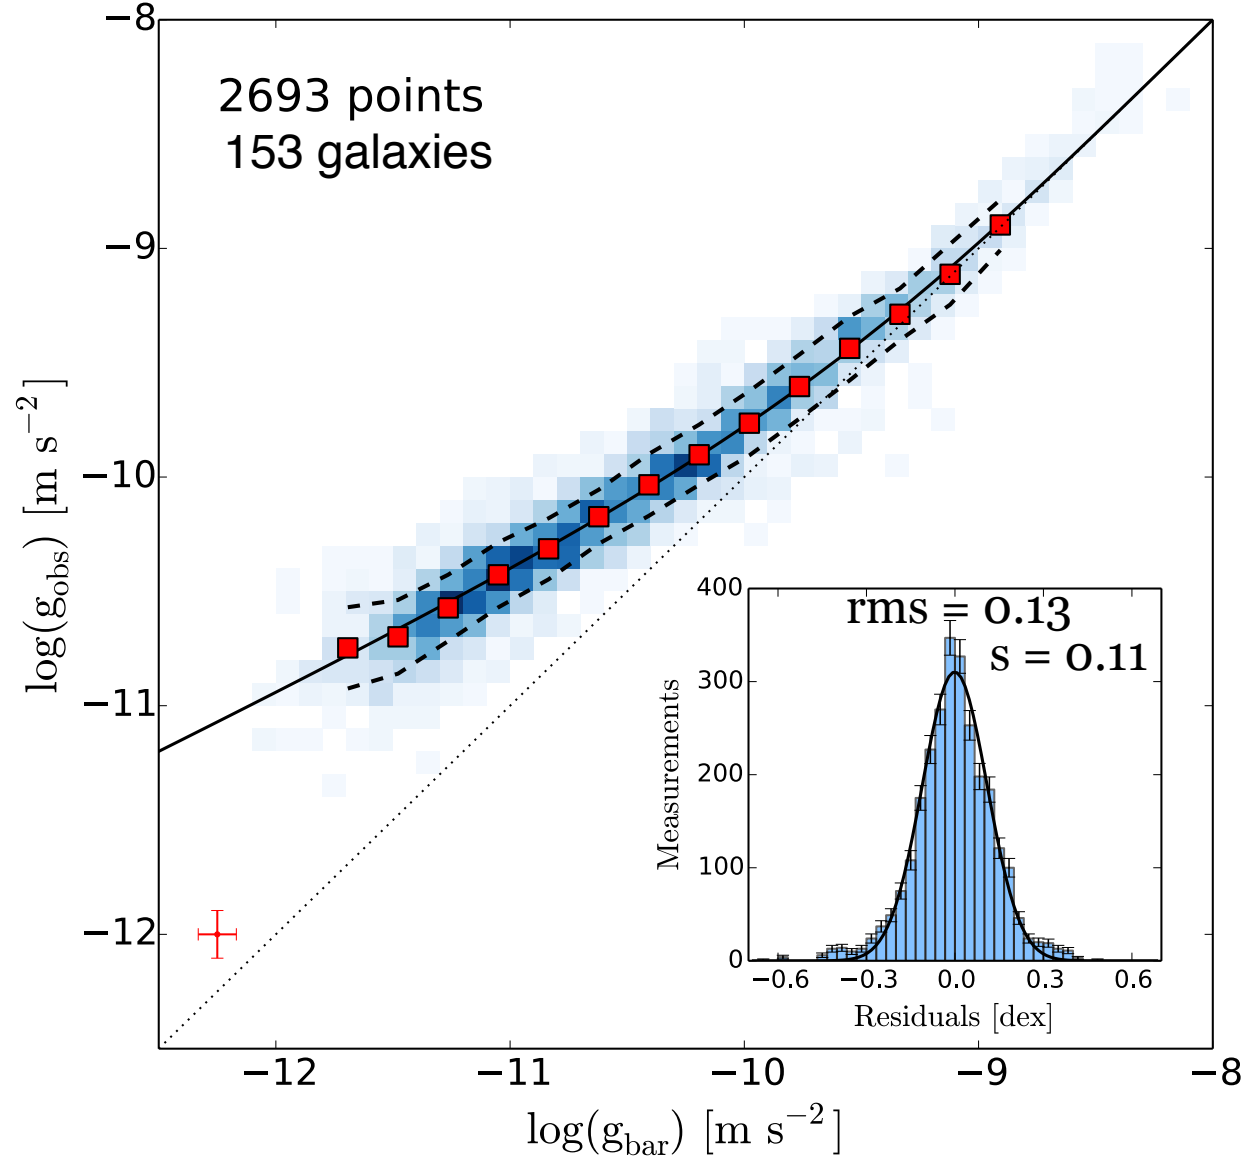 −8
−9
−10
−11
−12
log(g_obs) [m s^−2]
2693 points
153 galaxies
400
300
200
100
0
Measurements
rms = 0.13
s = 0.11
−0.6 −0.3 0.0 0.3 0.6
Residuals [dex]
−12 −11 −10 −9 −8
log(g_bar) [m s^−2]